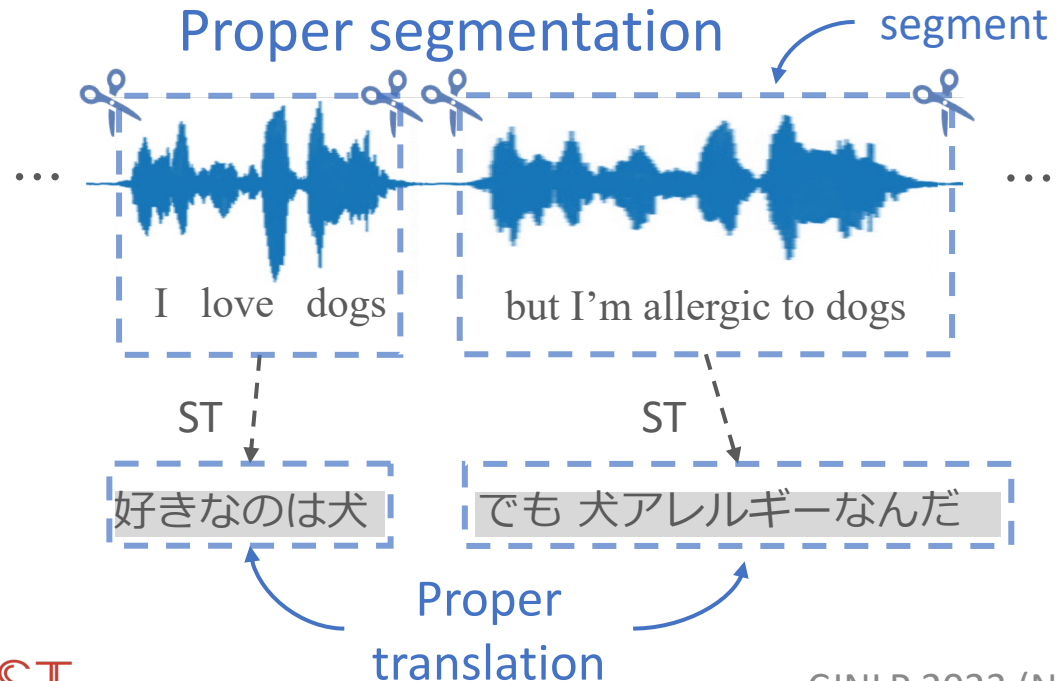 Proper segmentation
segment
...
...
I love dogs
but I’m allergic to dogs
ST
ST
好きなのは犬
でも 犬アレルギーなんだ
Proper
translation